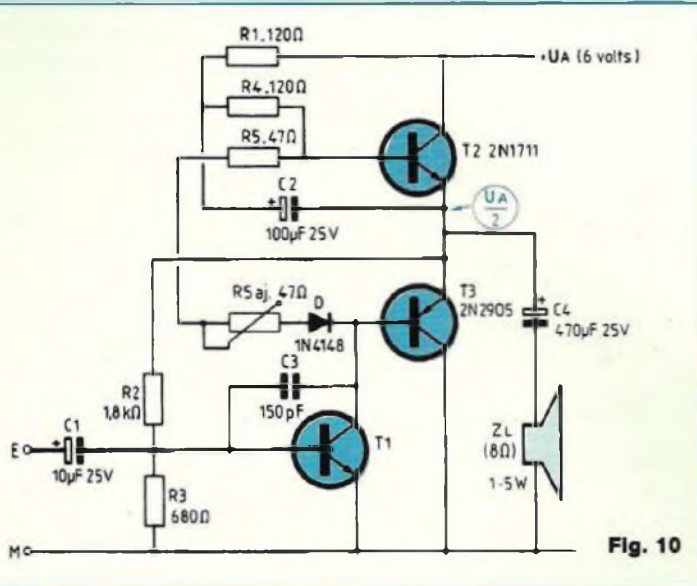 R1.120Ω
+UA (6 volts)
R4.120Ω
R5.47Ω
T2 2N1711
C2
+
100µF 25V
UA
2
R5aj. 47Ω
D
1N4148
T3
2N2905
+
C4
470µF 25V
C3
150pF
R2
1,8kΩ
C1
E
+
10µF 25V
T1
ZL
(8Ω)
1-5W
R3
680Ω
M
Fig. 10